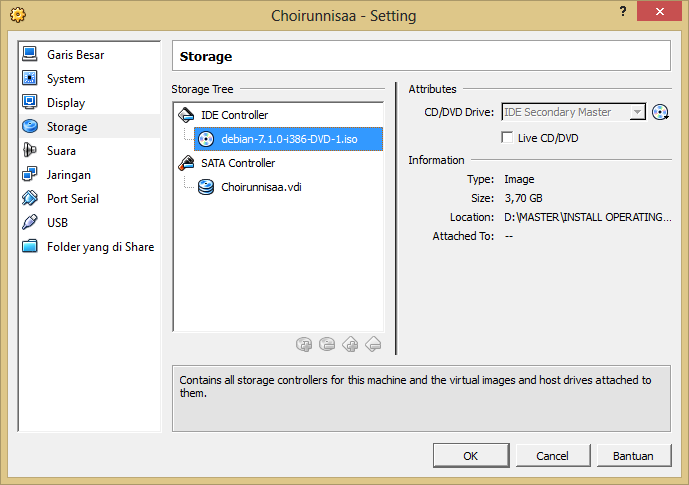 Choirunnisaa - Setting
?
Garis Besar
System
Display
Storage
Suara
Jaringan
Port Serial
USB
Folder yang di Share
Storage
Storage Tree
IDE Controller
debian-7.1.0-i386-DVD-1.iso
SATA Controller
Choirunnisaa.vdi
Attributes
CD/DVD Drive: IDE Secondary Master
Live CD/DVD
Information
Type: Image
Size: 3,70 GB
Location: D:\MASTER\INSTALL OPERATING...
Attached To: --
Contains all storage controllers for this machine and the virtual images and host drives attached to
them.
OK Cancel Bantuan